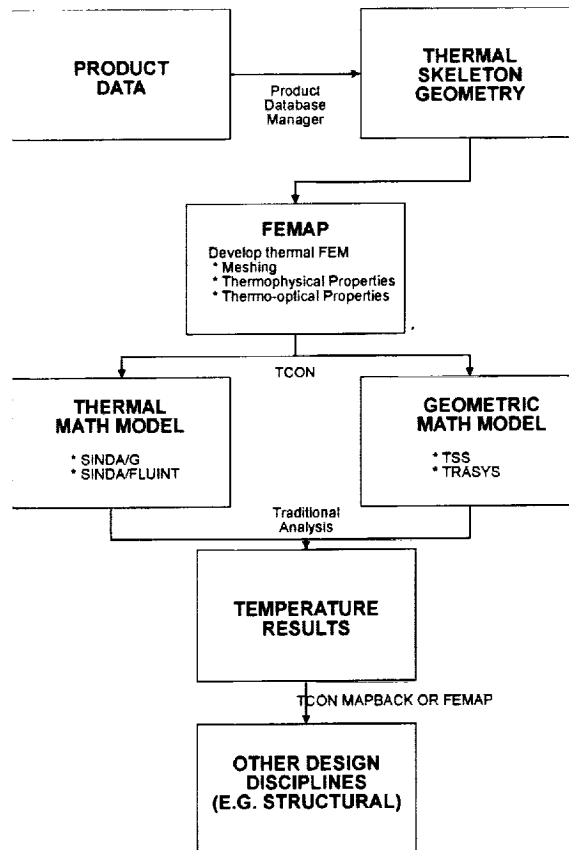 PRODUCT
DATA
Product
Database
Manager
THERMAL
SKELETON
GEOMETRY
FEMAP
Develop thermal FEM
* Meshing
* Thermophysical Properties
* Thermo-optical Properties
TCON
THERMAL
MATH MODEL
* SINDA/G
* SINDA/FLUINT
GEOMETRIC
MATH MODEL
* TSS
* TRASYS
Traditional
Analysis
TEMPERATURE
RESULTS
TCON MAPBACK OR FEMAP
OTHER DESIGN
DISCIPLINES
(E.G. STRUCTURAL)